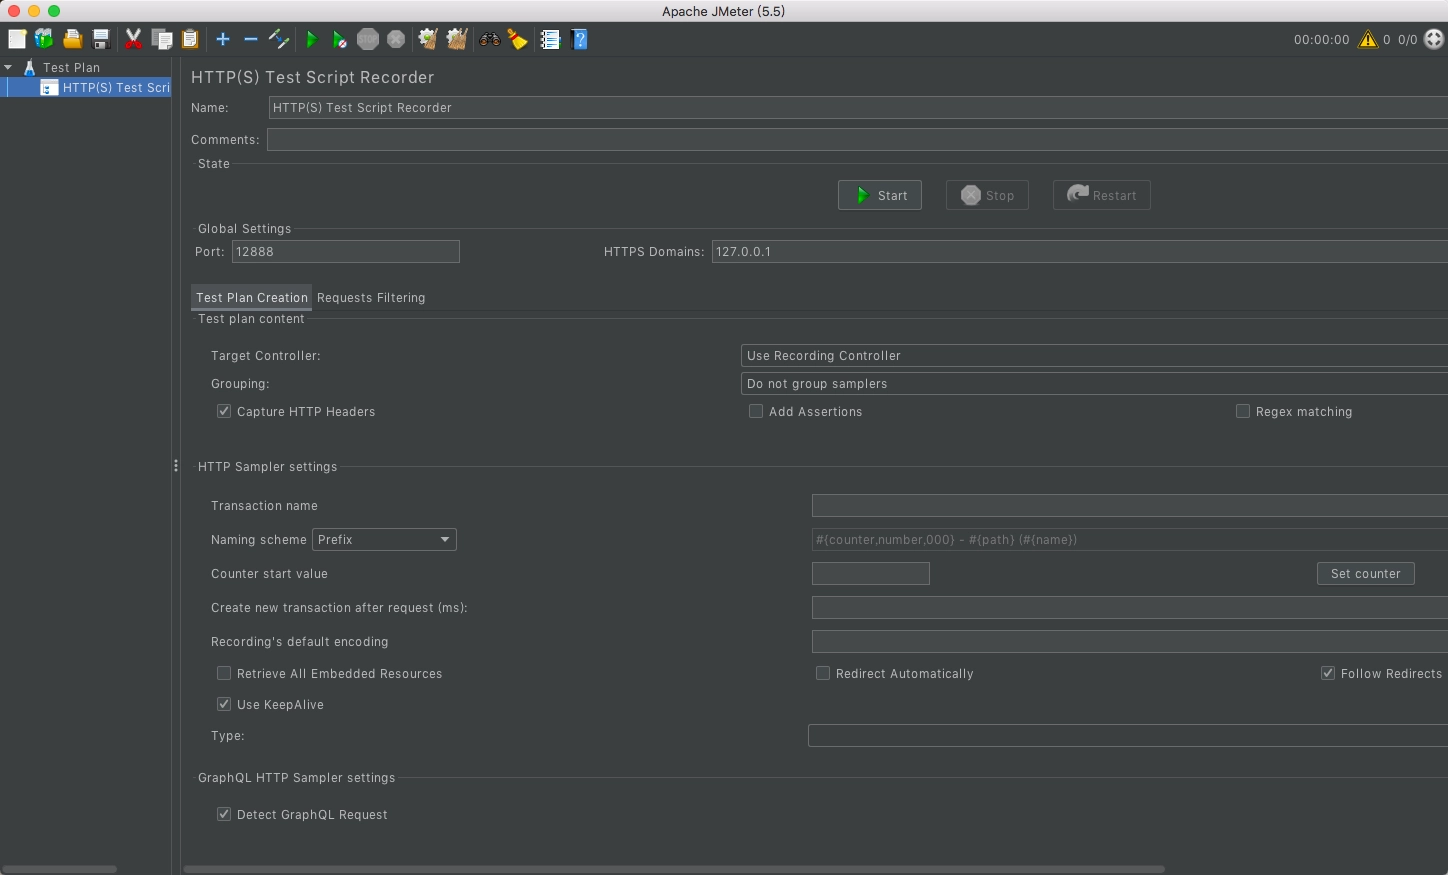 Apache JMeter (5.5)
00:00:00 0 0/0
Test Plan
HTTP(S) Test Scri
HTTP(S) Test Script Recorder
Name: HTTP(S) Test Script Recorder
Comments:
State
Start STOP Stop Restart
Global Settings
Port: 12888 HTTPS Domains: 127.0.0.1
Test Plan Creation Requests Filtering
Test plan content
Target Controller: Use Recording Controller
Grouping: Do not group samplers
Capture HTTP Headers Add Assertions Regex matching
HTTP Sampler settings
Transaction name
Naming scheme Prefix #{counter,number,000} - #{path} (#{name})
Counter start value Set counter
Create new transaction after request (ms):
Recording's default encoding
Retrieve All Embedded Resources Redirect Automatically Follow Redirects
Use KeepAlive
Type:
GraphQL HTTP Sampler settings
Detect GraphQL Request